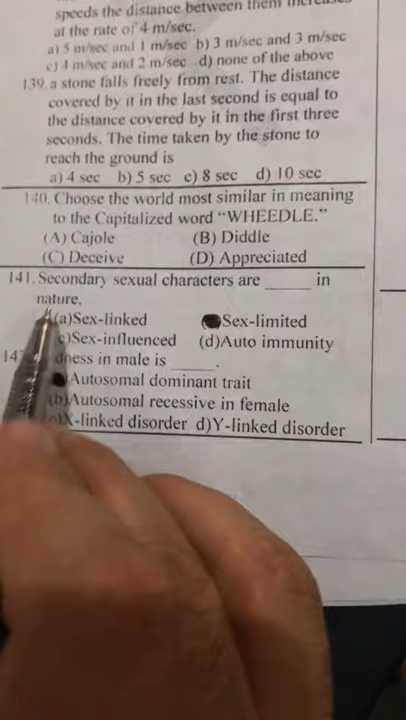 speeds the distance between them increases
at the rate of 4 m/sec.
a) 5 m/sec and 1 m/sec b) 3 m/sec and 3 m/sec
c) 4 m/sec and 2 m/sec d) none of the above
139. a stone falls freely from rest. The distance
covered by it in the last second is equal to
the distance covered by it in the first three
seconds. The time taken by the stone to
reach the ground is
a) 4 sec b) 5 sec c) 8 sec d) 10 sec
140. Choose the world most similar in meaning
to the Capitalized word “WHEEDLE.”
(A) Cajole (B) Diddle
(C) Deceive (D) Appreciated
141. Secondary sexual characters are ______ in
nature.
(a)Sex-linked Sex-limited
c)Sex-influenced (d)Auto immunity
dness in male is ______.
Autosomal dominant trait
(b)Autosomal recessive in female
X-linked disorder d)Y-linked disorder